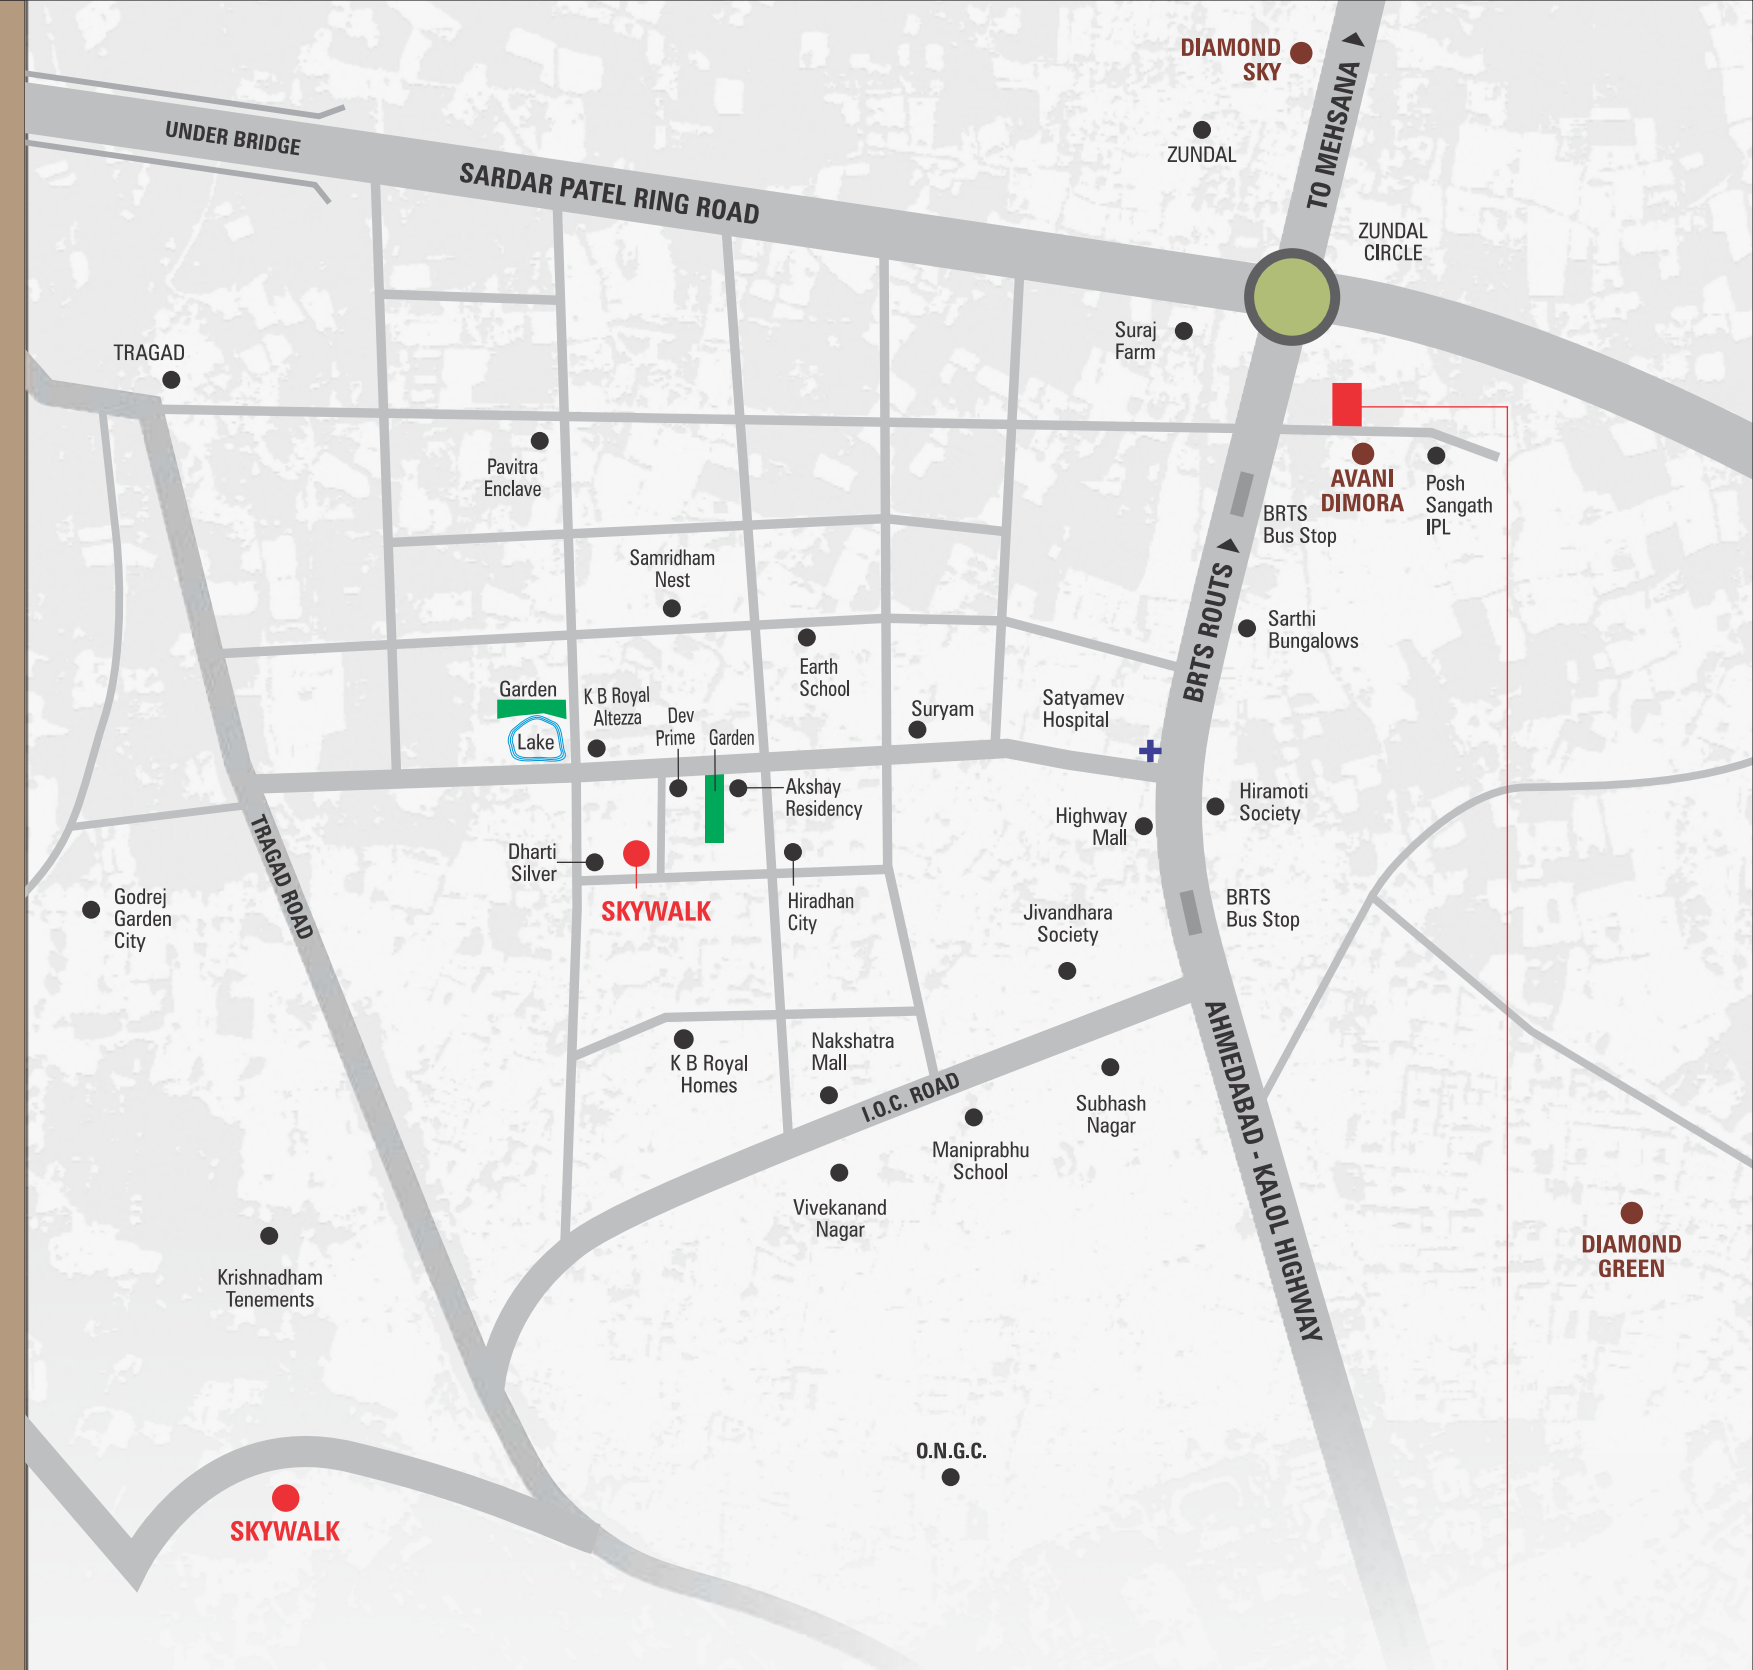 DIAMOND
SKY
TO MEHSANA
ZUNDAL
UNDER BRIDGE
SARDAR PATEL RING ROAD
ZUNDAL
CIRCLE
Suraj
Farm
TRAGAD
Pavitra
Enclave
AVANI
DIMORA
Posh
Sangath
IPL
BRTS
Bus Stop
Samridham
Nest
BRTS ROUTS
Sarthi
Bungalows
Earth
School
Garden
Lake
K B Royal
Altezza
Dev
Prime
Garden
Suryam
Satyamev
Hospital
Akshay
Residency
Hiramoti
Society
Highway
Mall
TRAGAD ROAD
Dharti
Silver
SKYWALK
Hiradhan
City
Godrej
Garden
City
BRTS
Bus Stop
Jivandhara
Society
K B Royal
Homes
Nakshatra
Mall
I.O.C. ROAD
Subhash
Nagar
AHMEDABAD - KALOL HIGHWAY
Maniprabhu
School
Vivekanand
Nagar
DIAMOND
GREEN
Krishnadham
Tenements
O.N.G.C.
SKYWALK